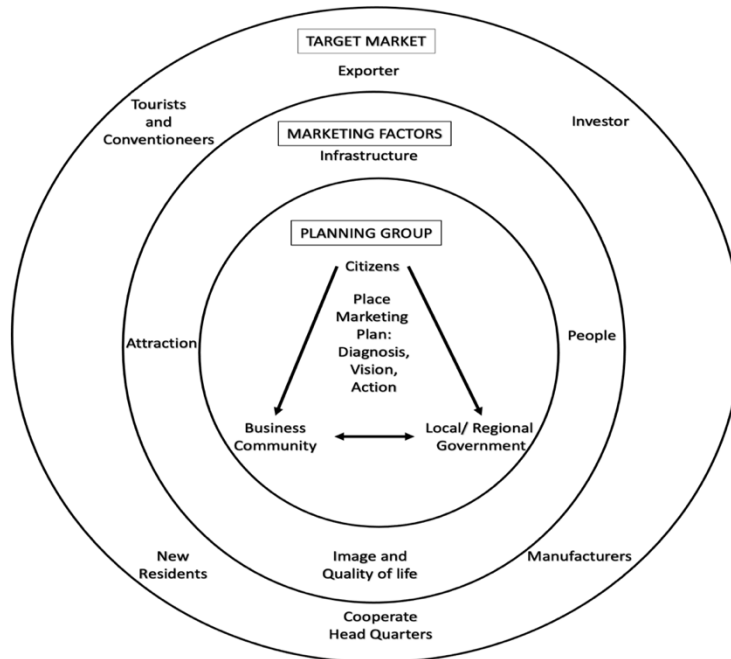 TARGET MARKET
Exporter
Tourists
and
Conventioneers
Investor
MARKETING FACTORS
Infrastructure
PLANNING GROUP
Citizens
Place
Marketing
Plan:
Diagnosis,
Vision,
Action
Attraction
People
Business
Community
Local/ Regional
Government
New
Residents
Image and
Quality of life
Manufacturers
Cooperate
Head Quarters